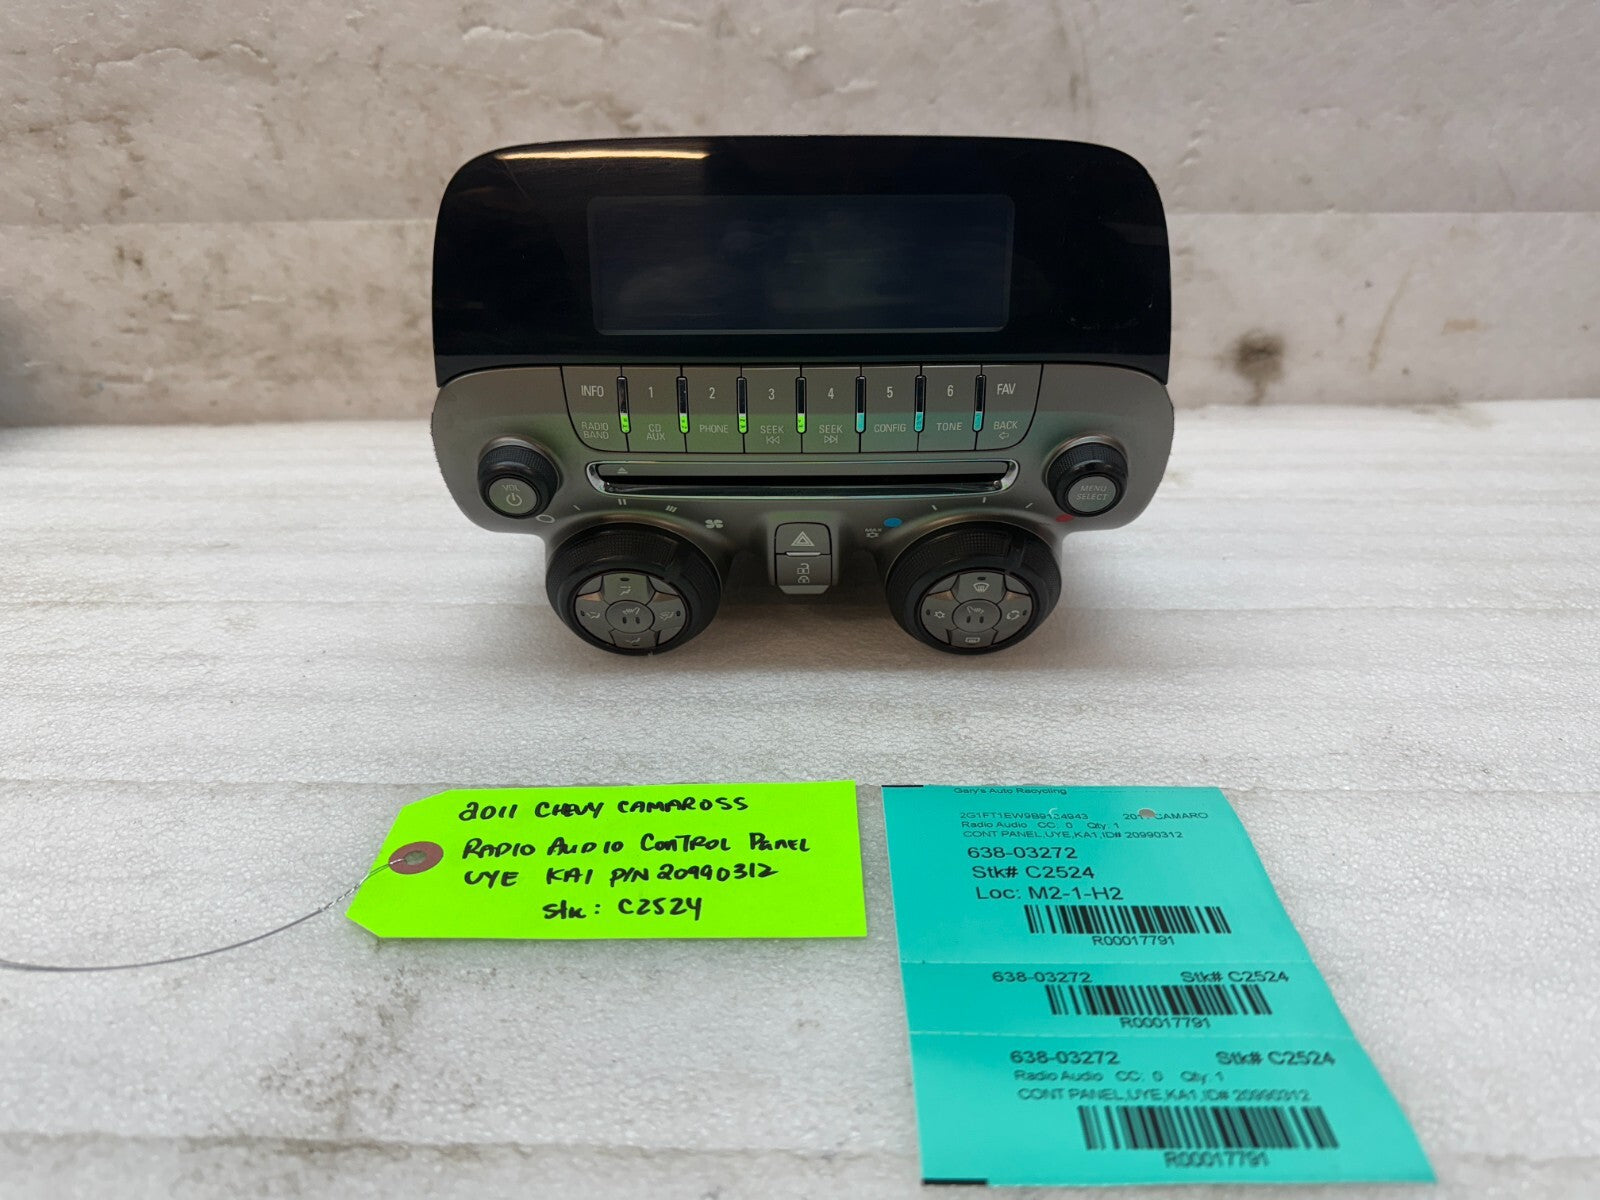 INFO 1 2 3 4 5 6 FAV
RADIO BAND CD AUX PHONE SEEK SEEK CONFIG TONE BACK
VOL
MENU SELECT
MAX
2011 CHEVY CAMARO SS
RADIO AUDIO CONTROL PANEL
UYE KA1 P/N 20990312
Stk: C2524
Gary's Auto Recycling
CAMARO
Radio Audio CC: 0 Qty: 1
CONT PANEL,UYE,KA1,ID# 20990312
638-03272
Stk# C2524
Loc: M2-1-H2
R00017791
638-03272 Stk# C2524
R00017791
638-03272 Stk# C2524
Radio Audio CC: 0 Qty: 1
CONT PANEL,UYE,KA1,ID# 20990312
R00017791